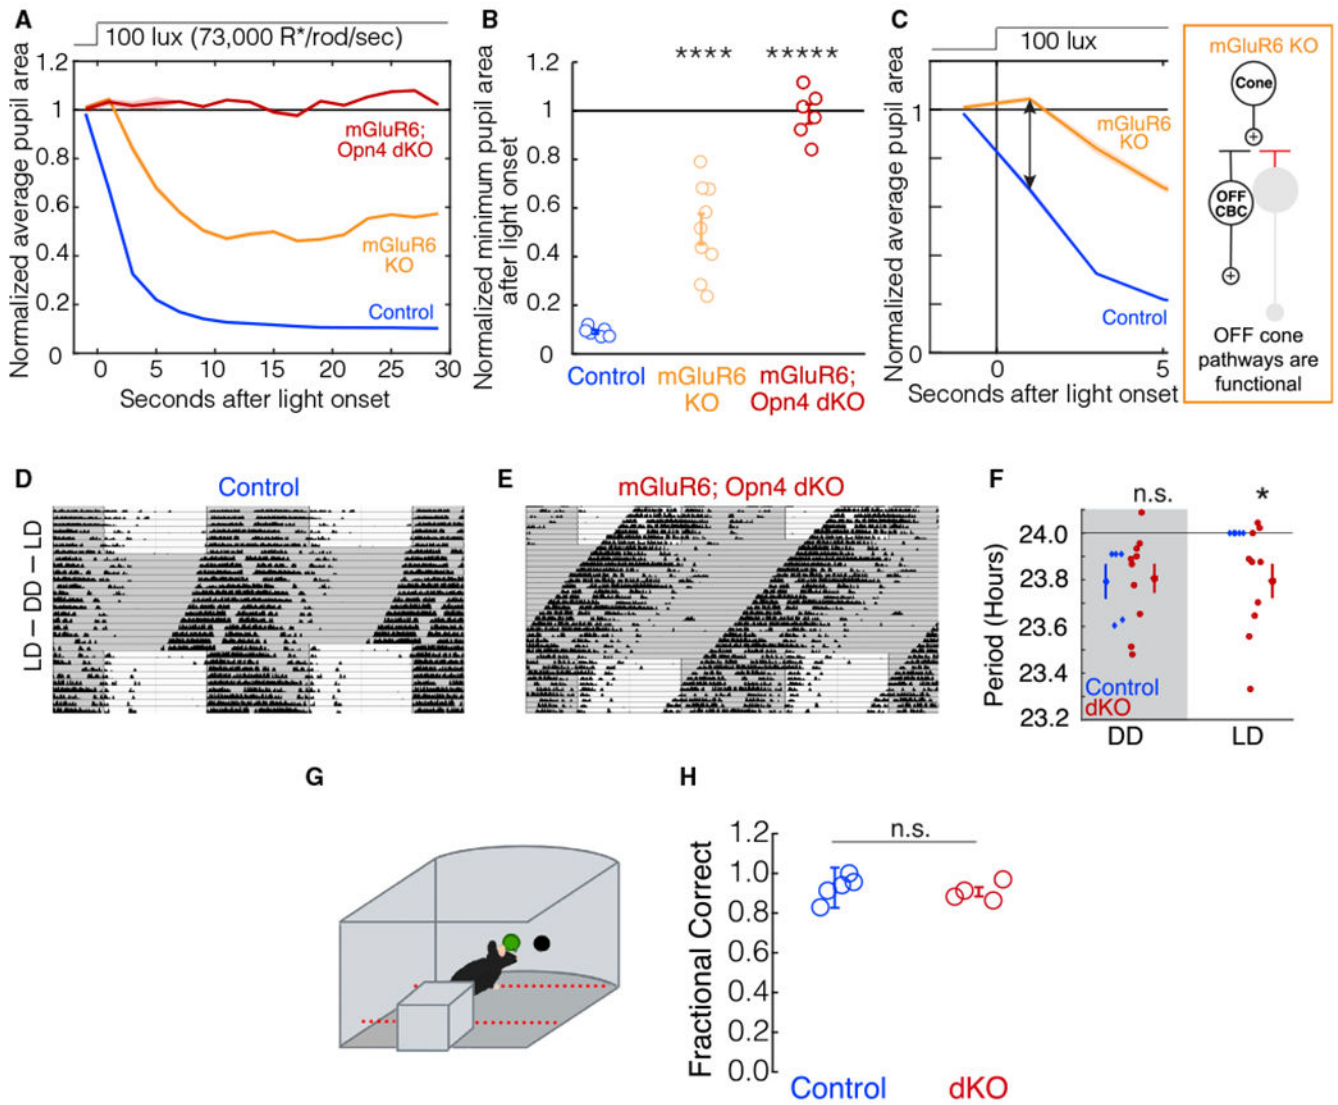 A
100 lux (73,000 R*/rod/sec)
Normalized average pupil area
1.2
1
0.8
0.6
0.4
0.2
0
mGluR6;
Opn4 dKO
mGluR6
KO
Control
0 5 10 15 20 25 30
Seconds after light onset
B
Normalized minimum pupil area
after light onset
1.2
1
0.8
0.6
0.4
0.2
0
**** *****
Control
mGluR6
KO
mGluR6;
Opn4 dKO
C
100 lux
Normalized average pupil area
1
0
mGluR6
KO
Control
0 5
Seconds after light onset
mGluR6 KO
Cone
+
OFF
CBC
+
OFF cone
pathways are
functional
D
Control
LD – DD – LD
E
mGluR6; Opn4 dKO
F
n.s. *
Period (Hours)
24.0
23.8
23.6
23.4
23.2
Control
dKO
DD LD
G
H
n.s.
Fractional Correct
1.2
1.0
0.8
0.6
0.4
0.2
0.0
Control dKO